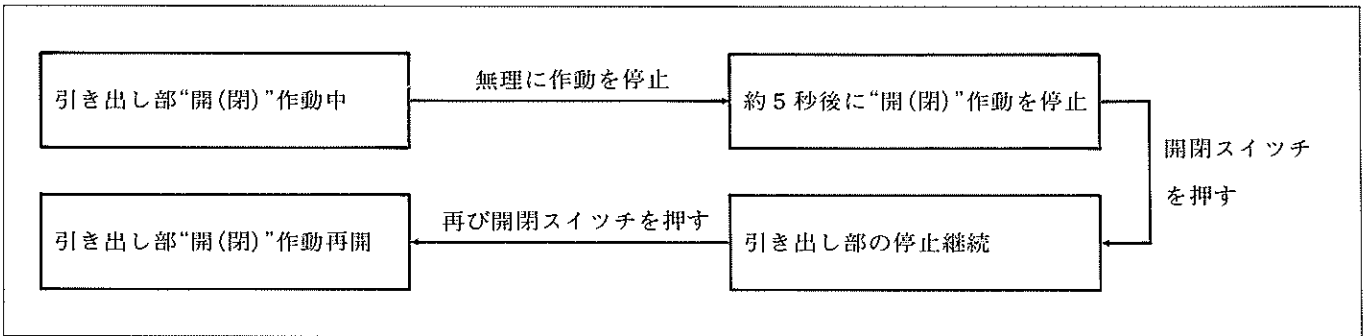 引き出し部“開(閉)”作動中
無理に作動を停止
約5秒後に“開(閉)”作動を停止
開閉スイツチ
を押す
引き出し部の停止継続
再び開閉スイツチを押す
引き出し部“開(閉)”作動再開